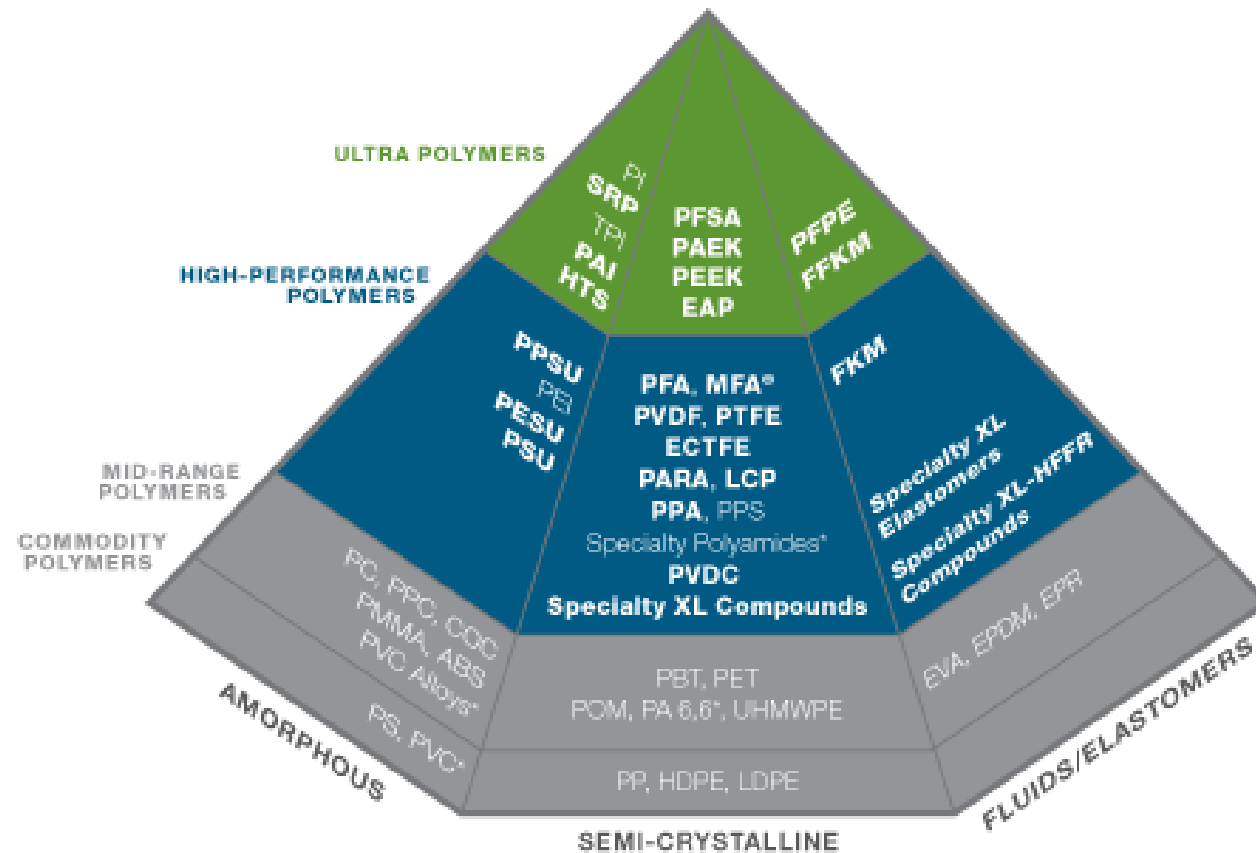 ULTRA POLYMERS
PI
SRP
TPI
PAI
HTS
PFSA
PAEK
PEEK
EAP
PFPE
FFKM
HIGH-PERFORMANCE
POLYMERS
PPSU
PEI
PESU
PSU
PFA, MFA®
PVDF, PTFE
ECTFE
PARA, LCP
PPA, PPS
Specialty Polyamides*
PVDC
Specialty XL Compounds
FKM
Specialty XL
Elastomers
Specialty XL-HFFR
Compounds
MID-RANGE
POLYMERS
PC, PPC, COC
PMMA, ABS
PVC Alloys*
PBT, PET
POM, PA 6,6*, UHMWPE
EVA, EPDM, EPR
COMMODITY
POLYMERS
PS, PVC*
PP, HDPE, LDPE
AMORPHOUS
SEMI-CRYSTALLINE
FLUIDS/ELASTOMERS